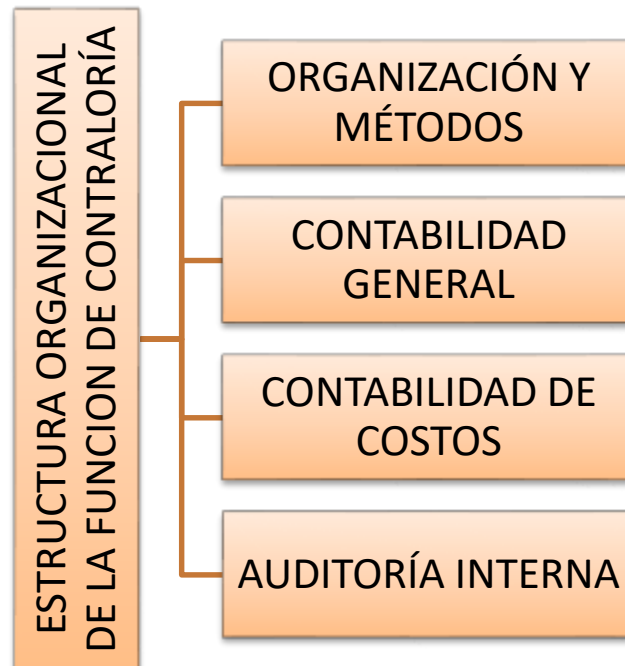 ESTRUCTURA ORGANIZACIONAL
DE LA FUNCION DE CONTRALORÍA
ORGANIZACIÓN Y
MÉTODOS
CONTABILIDAD
GENERAL
CONTABILIDAD DE
COSTOS
AUDITORÍA INTERNA